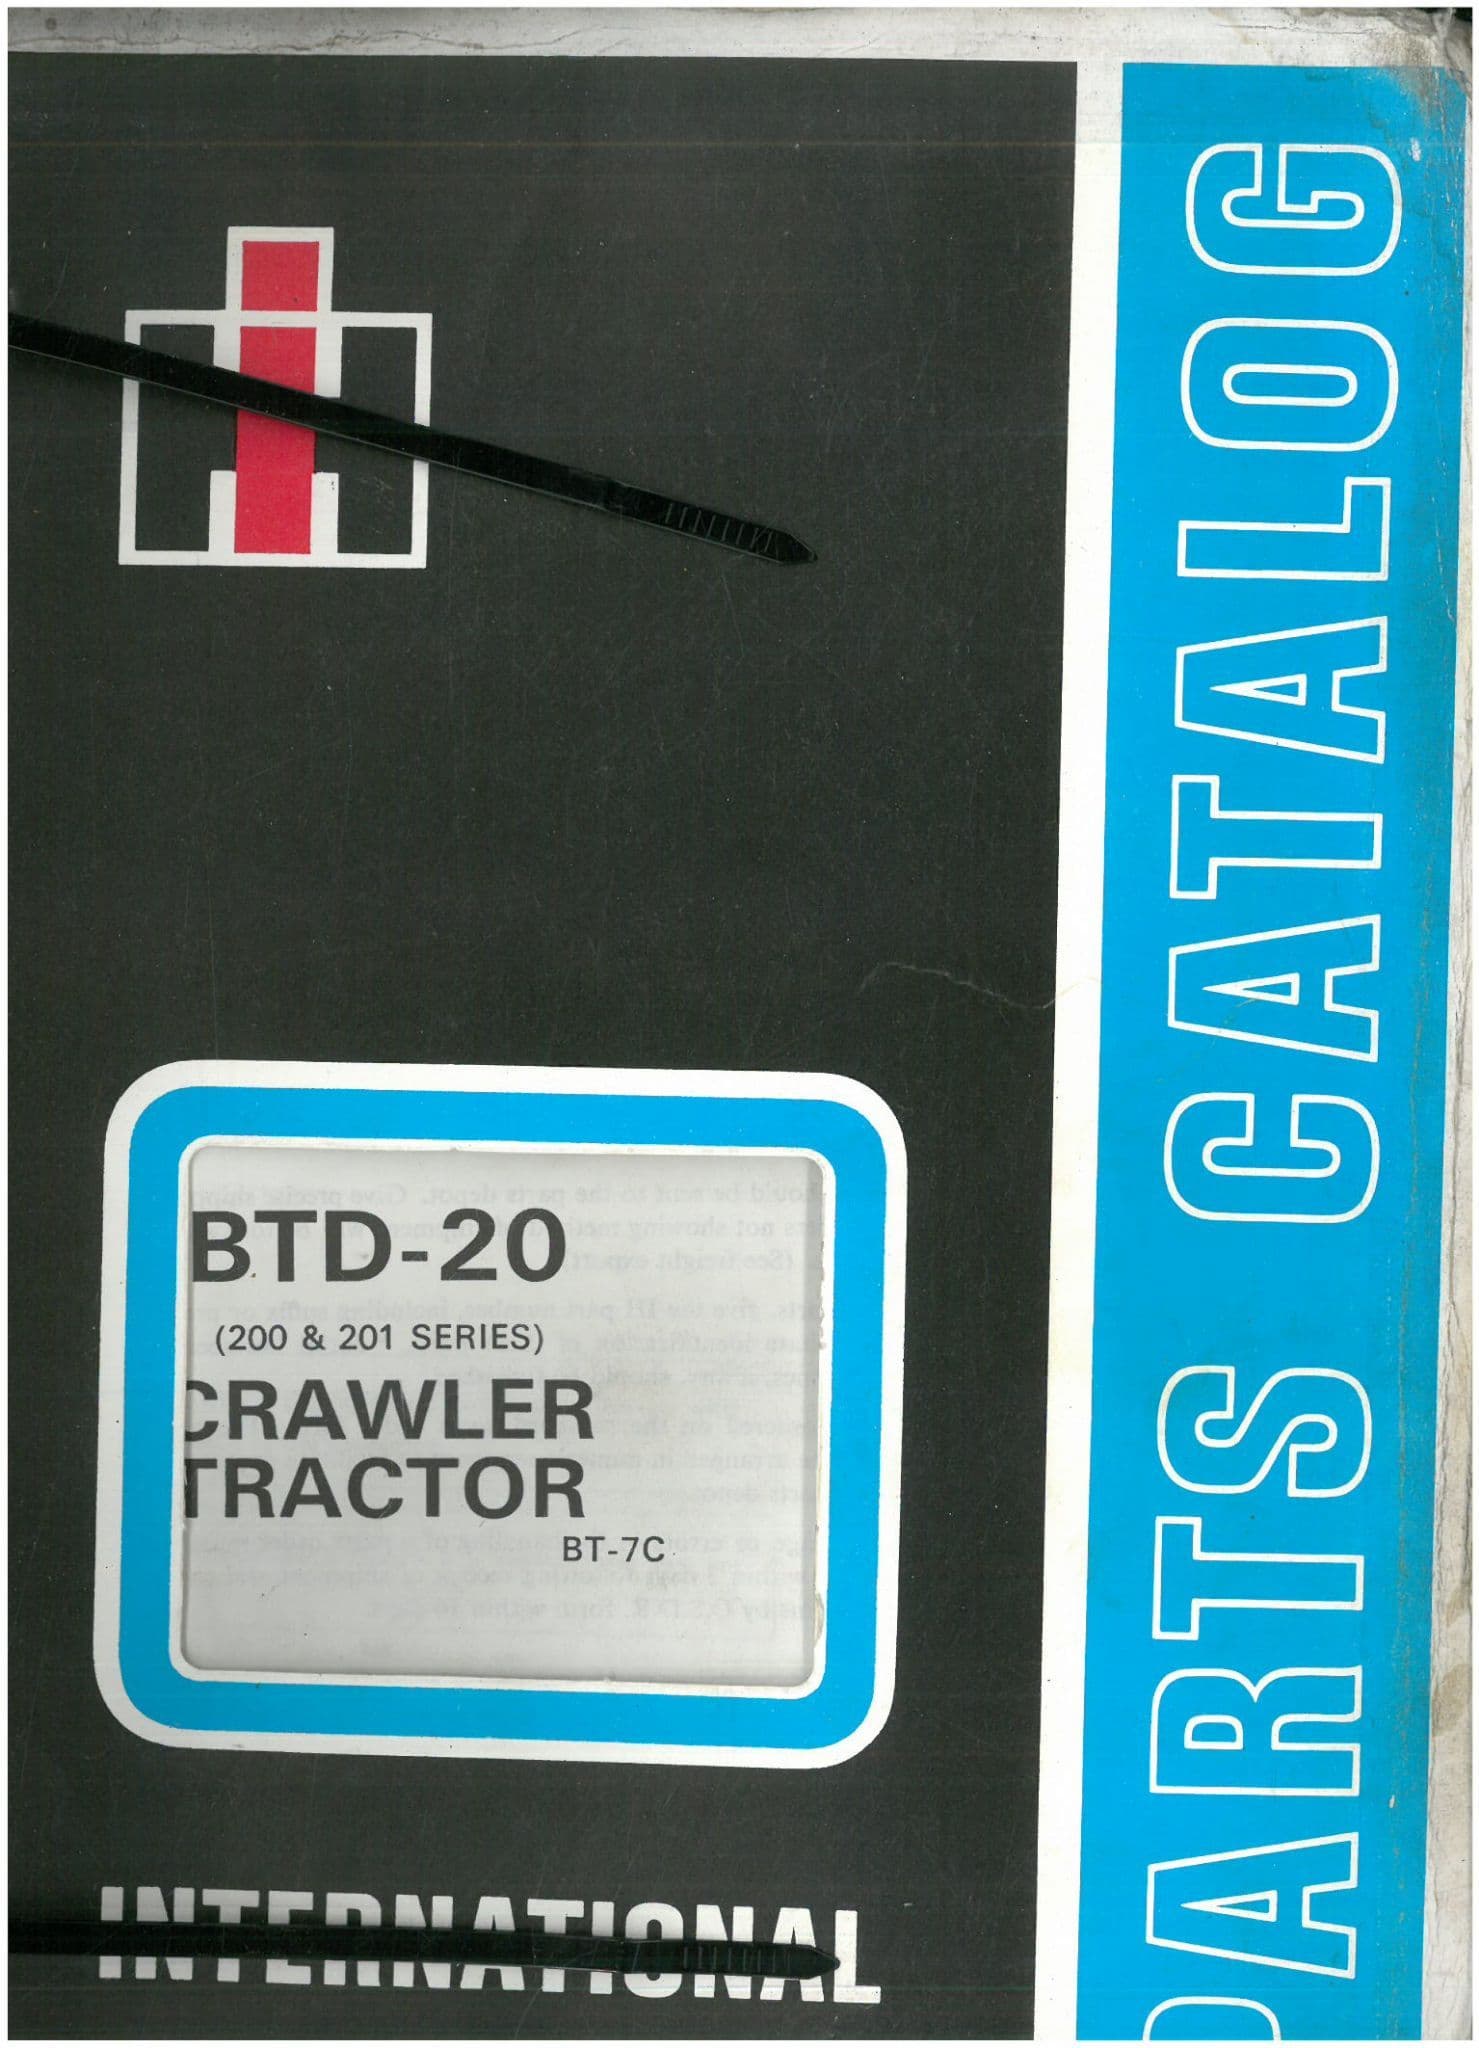 PARTS CATALOG
BTD-20
(200 & 201 SERIES)
CRAWLER
TRACTOR
BT-7C
INTERNATIONAL